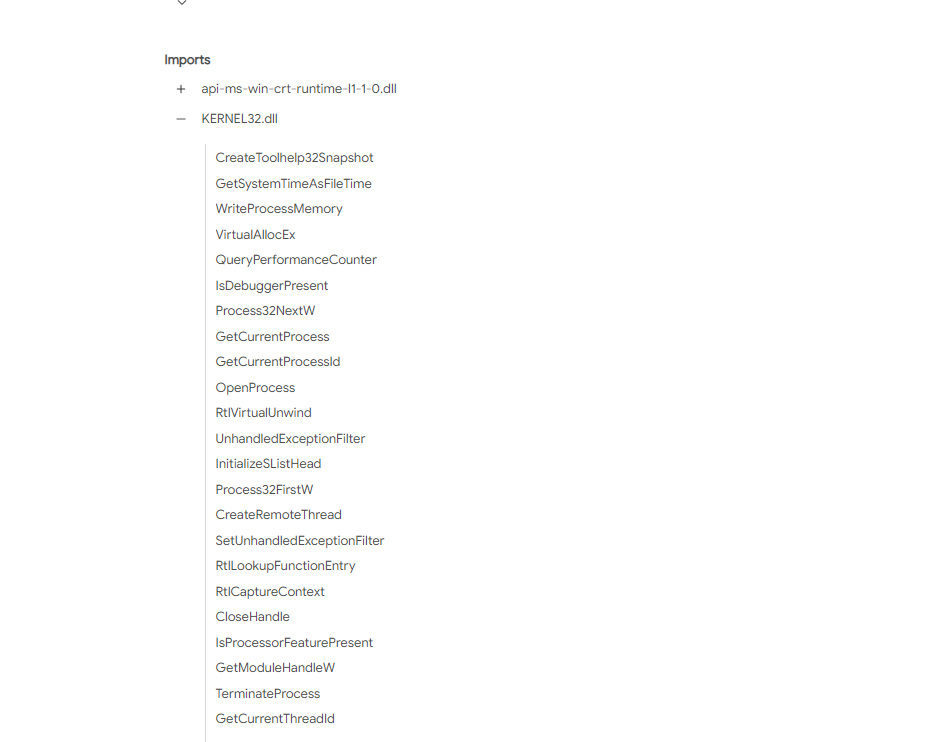 Imports
+ api-ms-win-crt-runtime-l1-1-0.dll
— KERNEL32.dll
CreateToolhelp32Snapshot
GetSystemTimeAsFileTime
WriteProcessMemory
VirtualAllocEx
QueryPerformanceCounter
IsDebuggerPresent
Process32NextW
GetCurrentProcess
GetCurrentProcessId
OpenProcess
RtlVirtualUnwind
UnhandledExceptionFilter
InitializeSListHead
Process32FirstW
CreateRemoteThread
SetUnhandledExceptionFilter
RtlLookupFunctionEntry
RtlCaptureContext
CloseHandle
IsProcessorFeaturePresent
GetModuleHandleW
TerminateProcess
GetCurrentThreadId